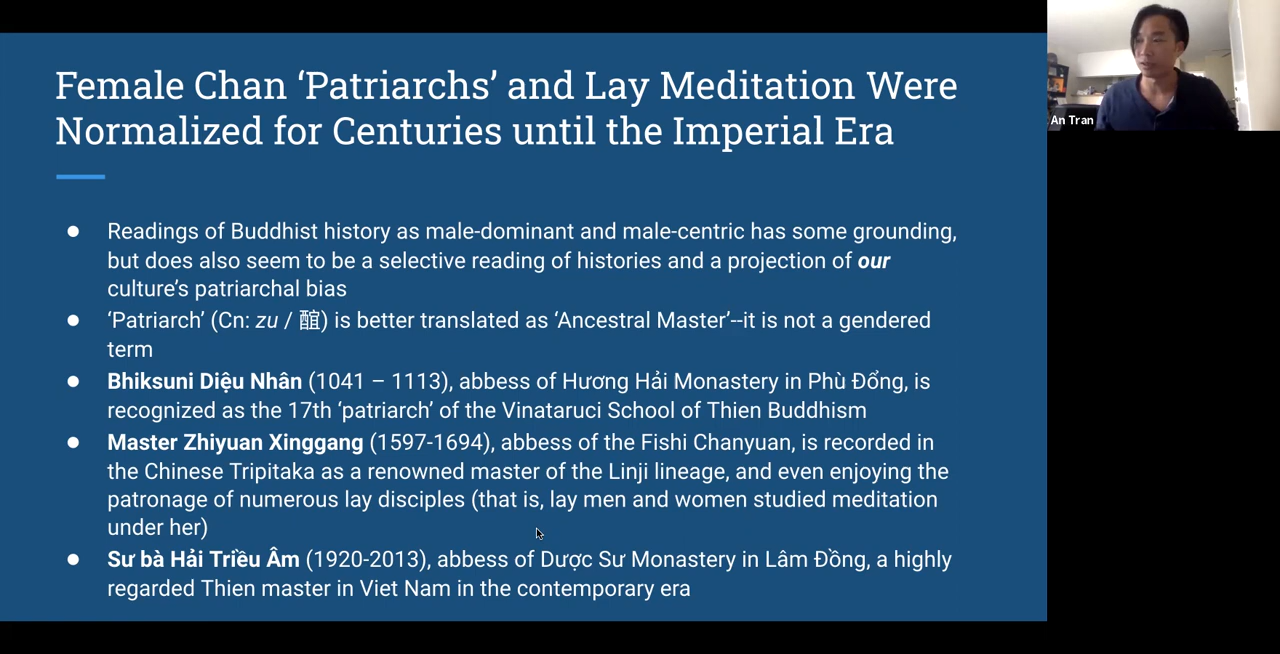 Female Chan ‘Patriarchs’ and Lay Meditation Were
Normalized for Centuries until the Imperial Era
● Readings of Buddhist history as male-dominant and male-centric has some grounding,
but does also seem to be a selective reading of histories and a projection of our
culture’s patriarchal bias
● ‘Patriarch’ (Cn: zu / ) is better translated as ‘Ancestral Master’--it is not a gendered
term
● Bhiksuni Diệu Nhân (1041 – 1113), abbess of Hương Hải Monastery in Phù Đổng, is
recognized as the 17th ‘patriarch’ of the Vinataruci School of Thien Buddhism
● Master Zhiyuan Xinggang (1597-1694), abbess of the Fishi Chanyuan, is recorded in
the Chinese Tripitaka as a renowned master of the Linji lineage, and even enjoying the
patronage of numerous lay disciples (that is, lay men and women studied meditation
under her)
● Sư bà Hải Triều Âm (1920-2013), abbess of Dược Sư Monastery in Lâm Đồng, a highly
regarded Thien master in Viet Nam in the contemporary era
An Tran